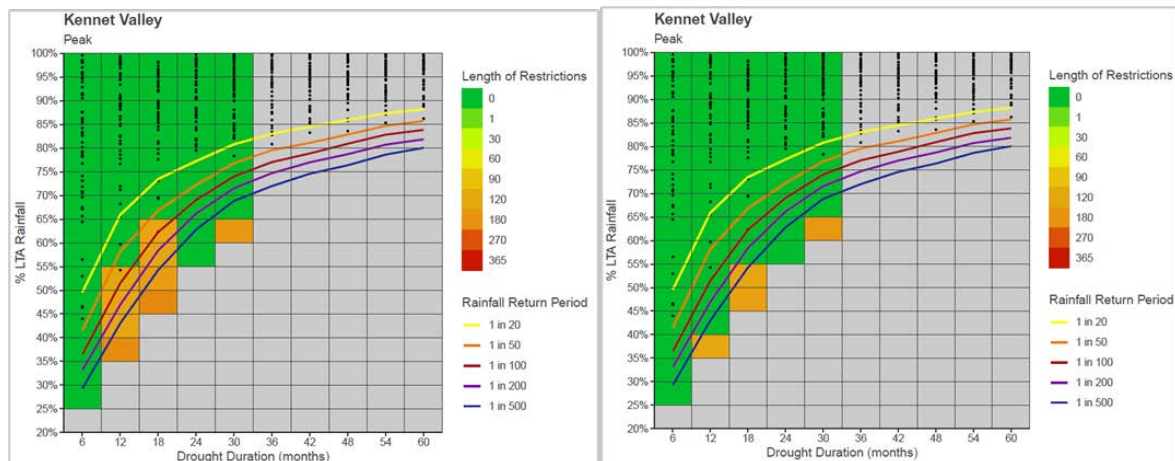 Kennet Valley
Peak
100%
95%
90%
85%
80%
75%
70%
65%
60%
55%
50%
45%
40%
35%
30%
25%
20%
% LTA Rainfall
6 12 18 24 30 36 42 48 54 60
Drought Duration (months)
Length of Restrictions
0
1
30
60
90
120
180
270
365
Rainfall Return Period
1 in 20
1 in 50
1 in 100
1 in 200
1 in 500
Kennet Valley
Peak
100%
95%
90%
85%
80%
75%
70%
65%
60%
55%
50%
45%
40%
35%
30%
25%
20%
% LTA Rainfall
6 12 18 24 30 36 42 48 54 60
Drought Duration (months)
Length of Restrictions
0
1
30
60
90
120
180
270
365
Rainfall Return Period
1 in 20
1 in 50
1 in 100
1 in 200
1 in 500